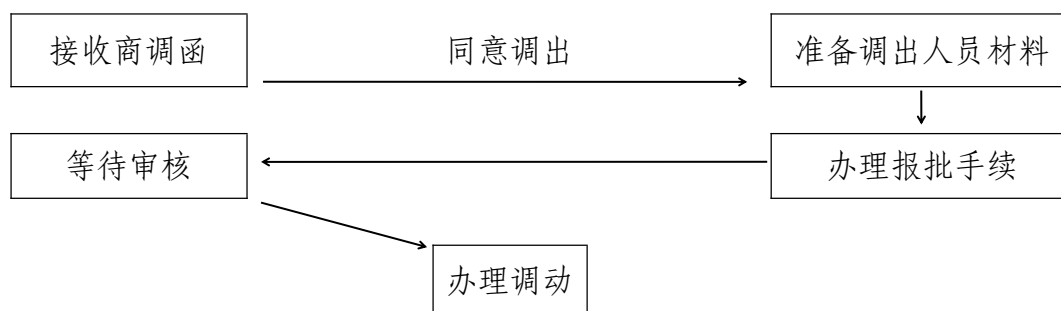 接收商调函
同意调出
准备调出人员材料
等待审核
办理报批手续
办理调动